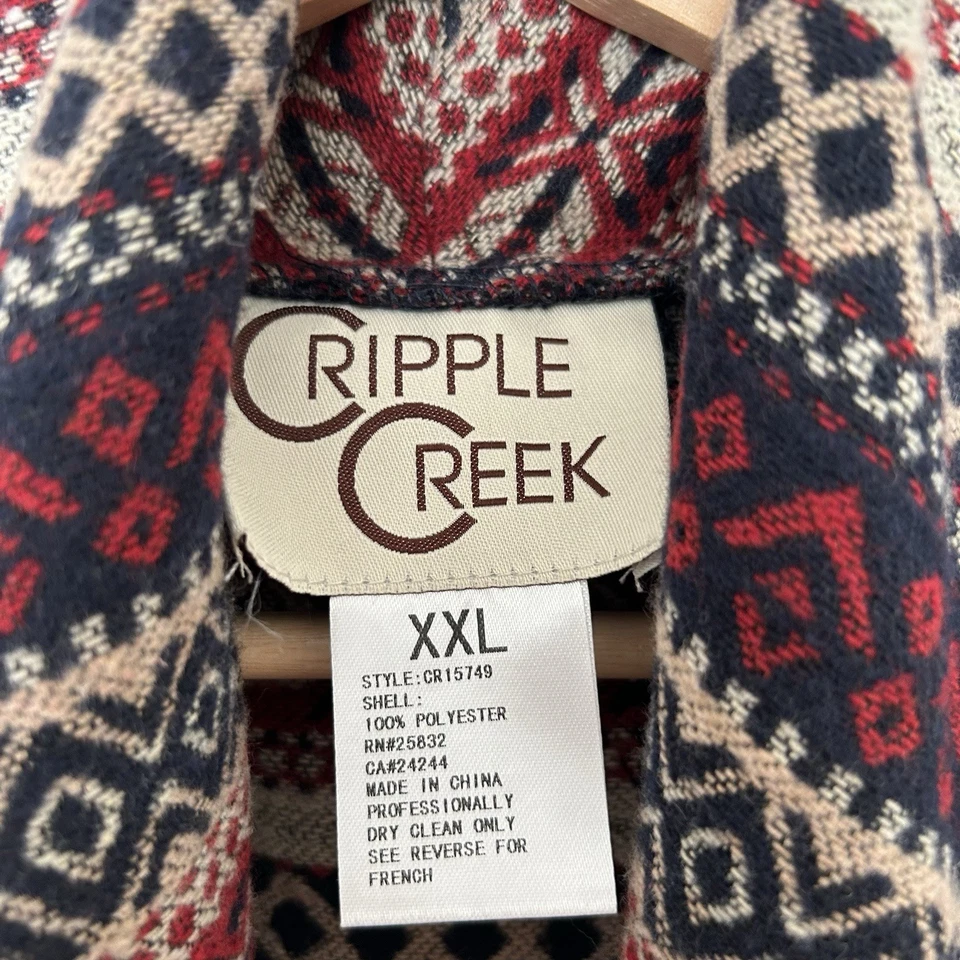 CRIPPLE
CREEK
XXL
STYLE:CR15749
SHELL:
100% POLYESTER
RN#25832
CA#24244
MADE IN CHINA
PROFESSIONALLY
DRY CLEAN ONLY
SEE REVERSE FOR
FRENCH